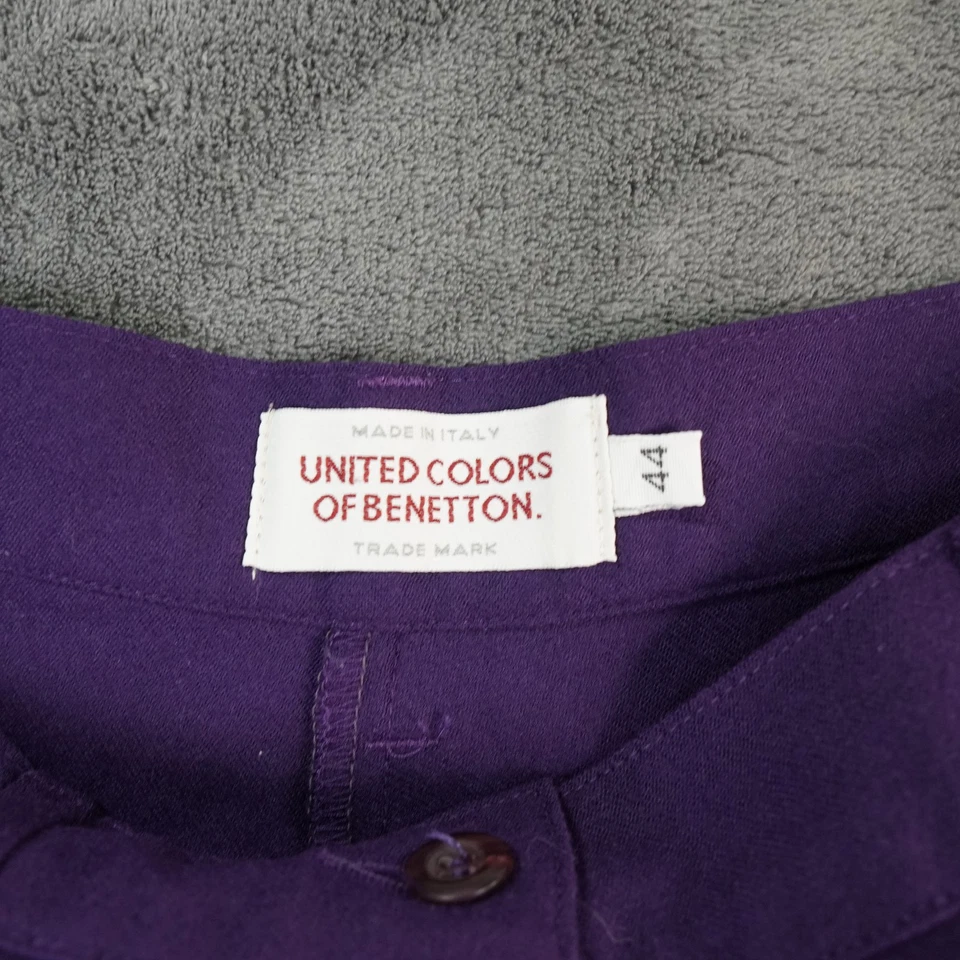 MADE IN ITALY
UNITED COLORS
OF BENETTON.
TRADE MARK
44